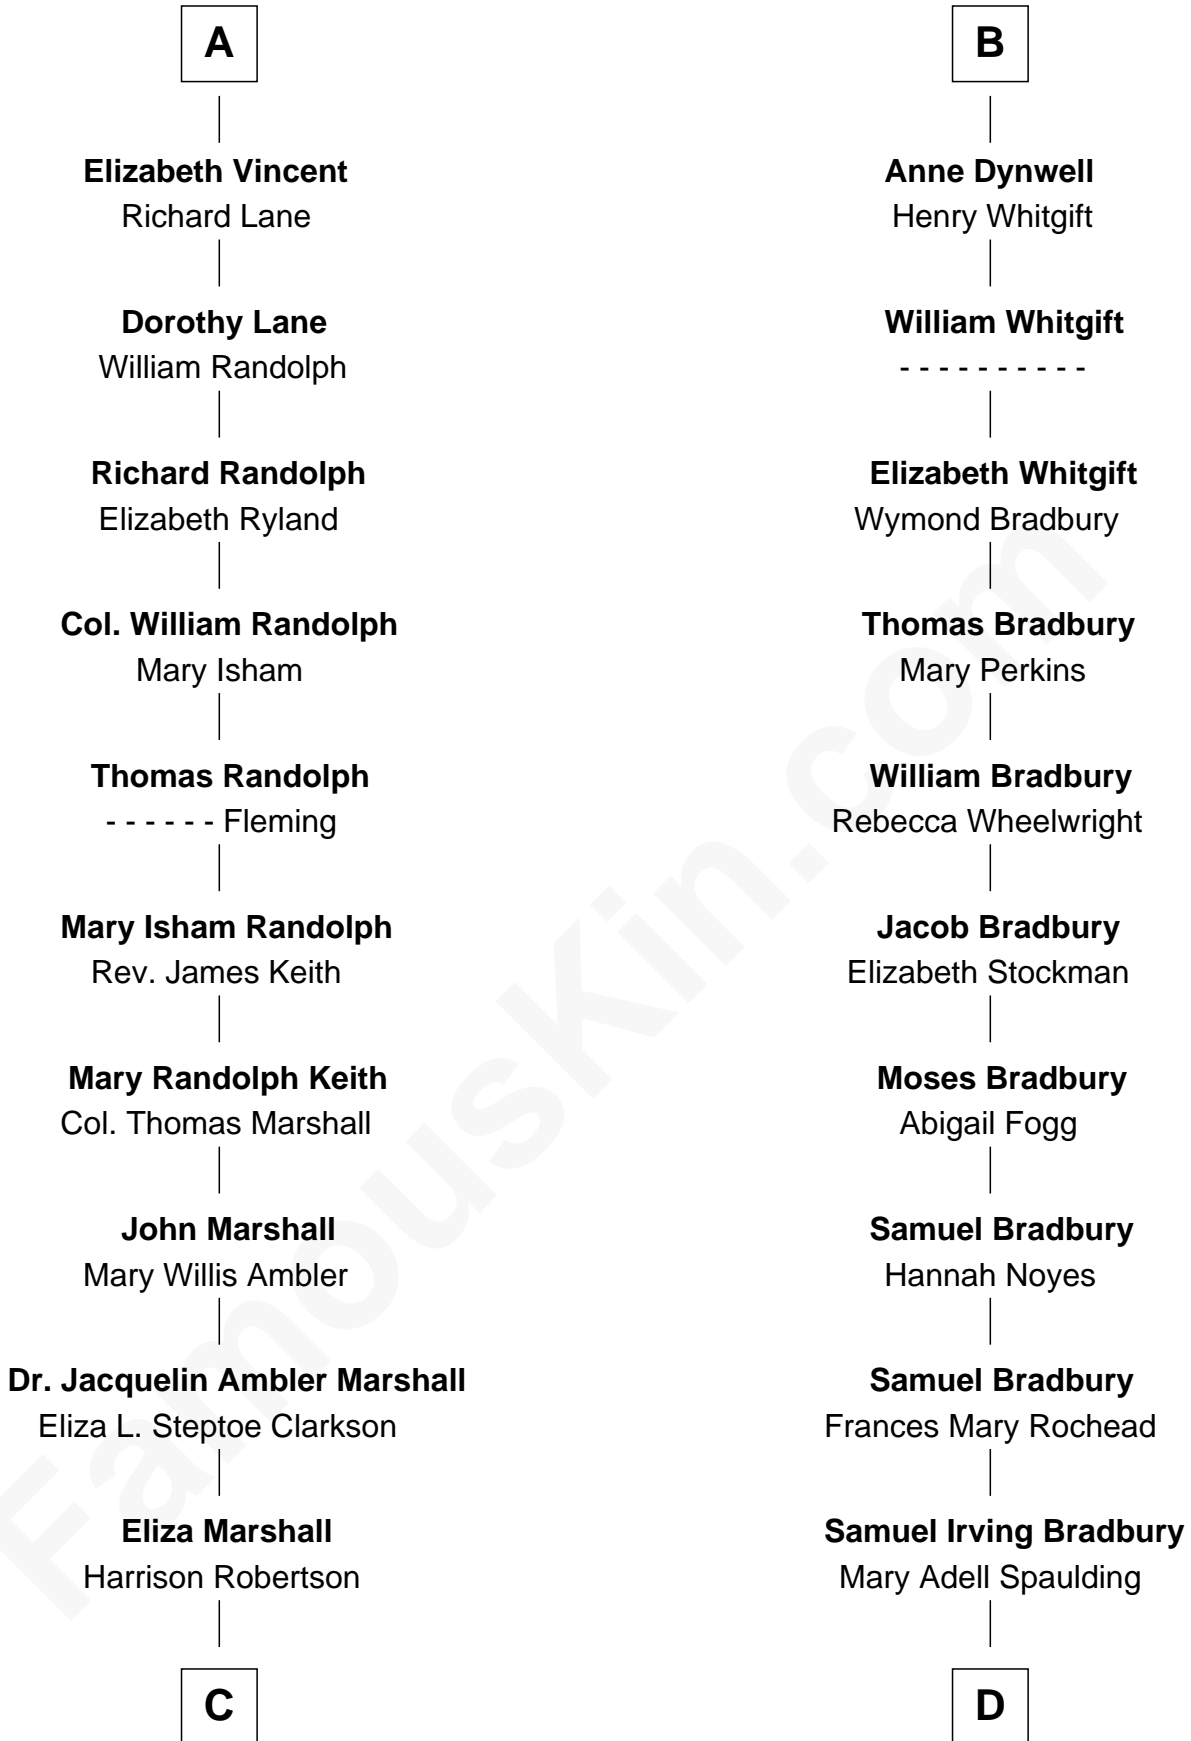 A
Elizabeth Vincent
Richard Lane
Dorothy Lane
William Randolph
Richard Randolph
Elizabeth Ryland
Col. William Randolph
Mary Isham
Thomas Randolph
- - - - - - Fleming
Mary Isham Randolph
Rev. James Keith
Mary Randolph Keith
Col. Thomas Marshall
John Marshall
Mary Willis Ambler
Dr. Jacquelin Ambler Marshall
Eliza L. Steptoe Clarkson
Eliza Marshall
Harrison Robertson
C
B
Anne Dynwell
Henry Whitgift
William Whitgift
- - - - - - - - - -
Elizabeth Whitgift
Wymond Bradbury
Thomas Bradbury
Mary Perkins
William Bradbury
Rebecca Wheelwright
Jacob Bradbury
Elizabeth Stockman
Moses Bradbury
Abigail Fogg
Samuel Bradbury
Hannah Noyes
Samuel Bradbury
Frances Mary Rochead
Samuel Irving Bradbury
Mary Adell Spaulding
D
FamousKin.com